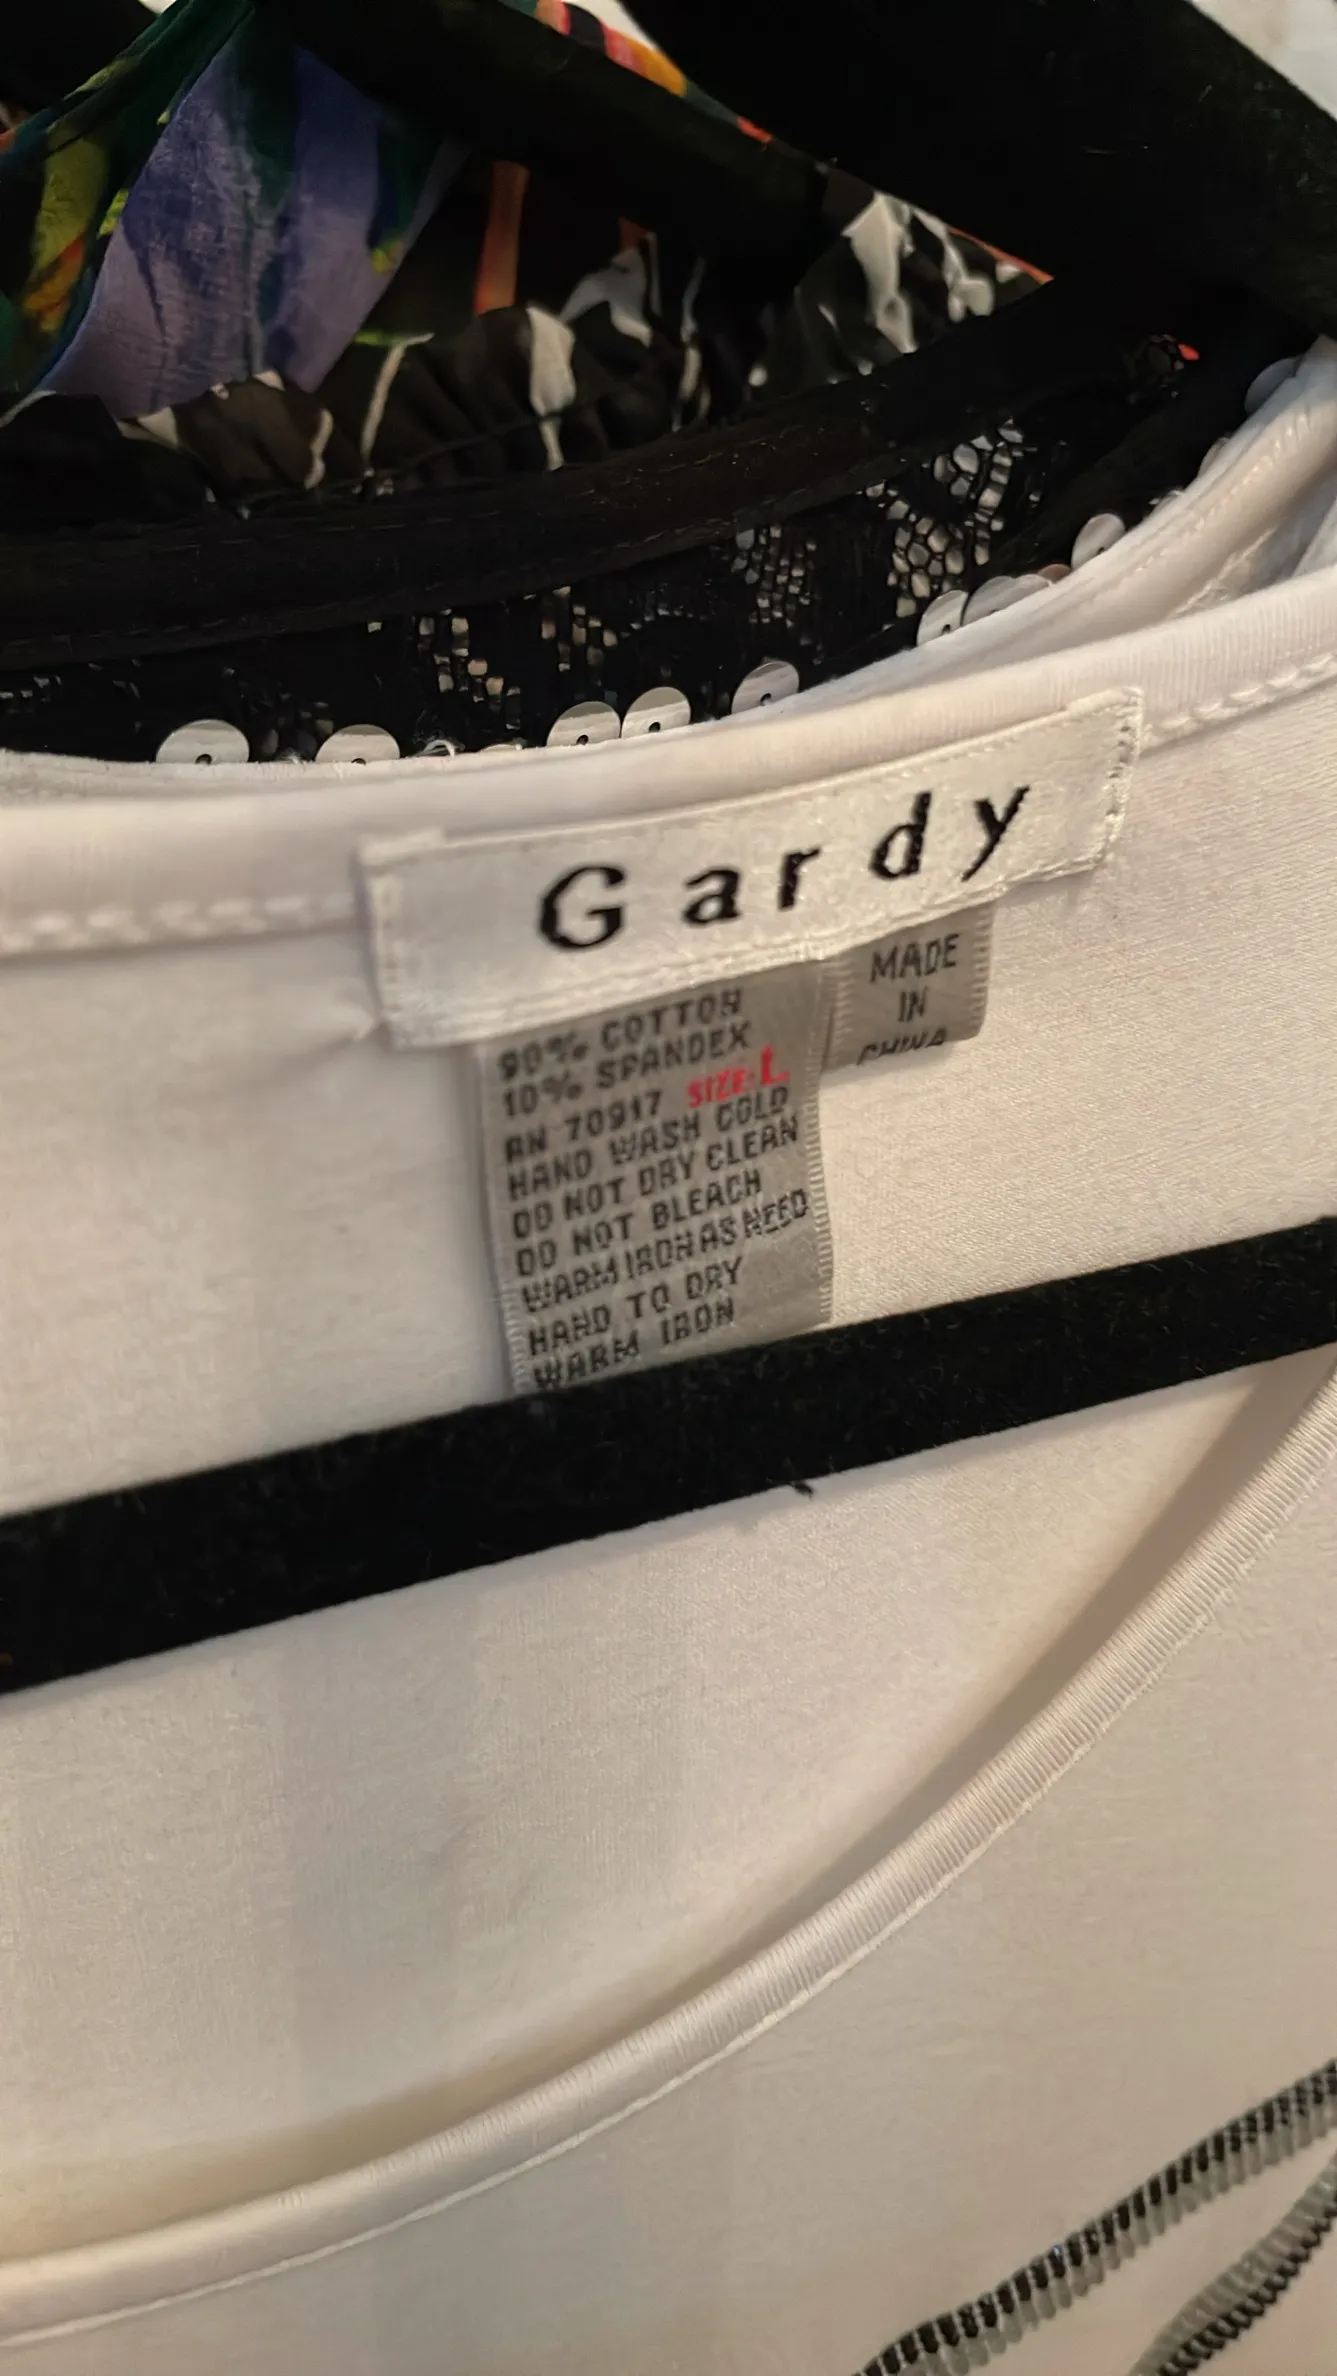 Gardy
90% COTTON
10% SPANDEX
RN 70917 SIZE: L
HAND WASH COLD
DO NOT DRY CLEAN
DO NOT BLEACH
WARM IRON AS NEED
HAND TO DRY
WARM IRON
MADE
IN
CHINA